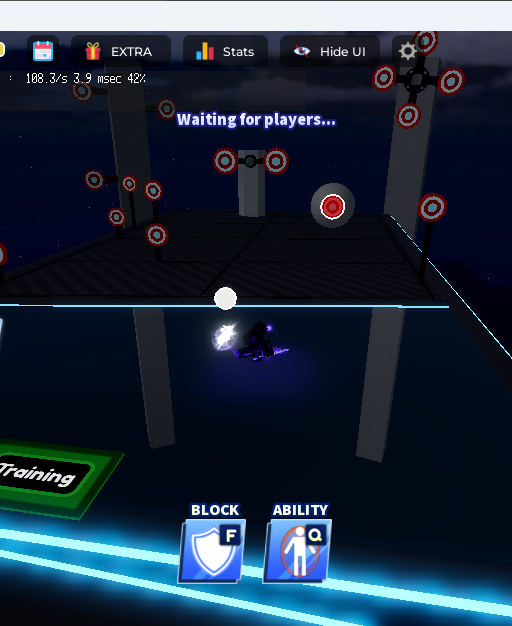 EXTRA
Stats
Hide UI
: 108.3/s 3.9 msec 42%
Waiting for players...
Training
BLOCK
ABILITY
F
Q